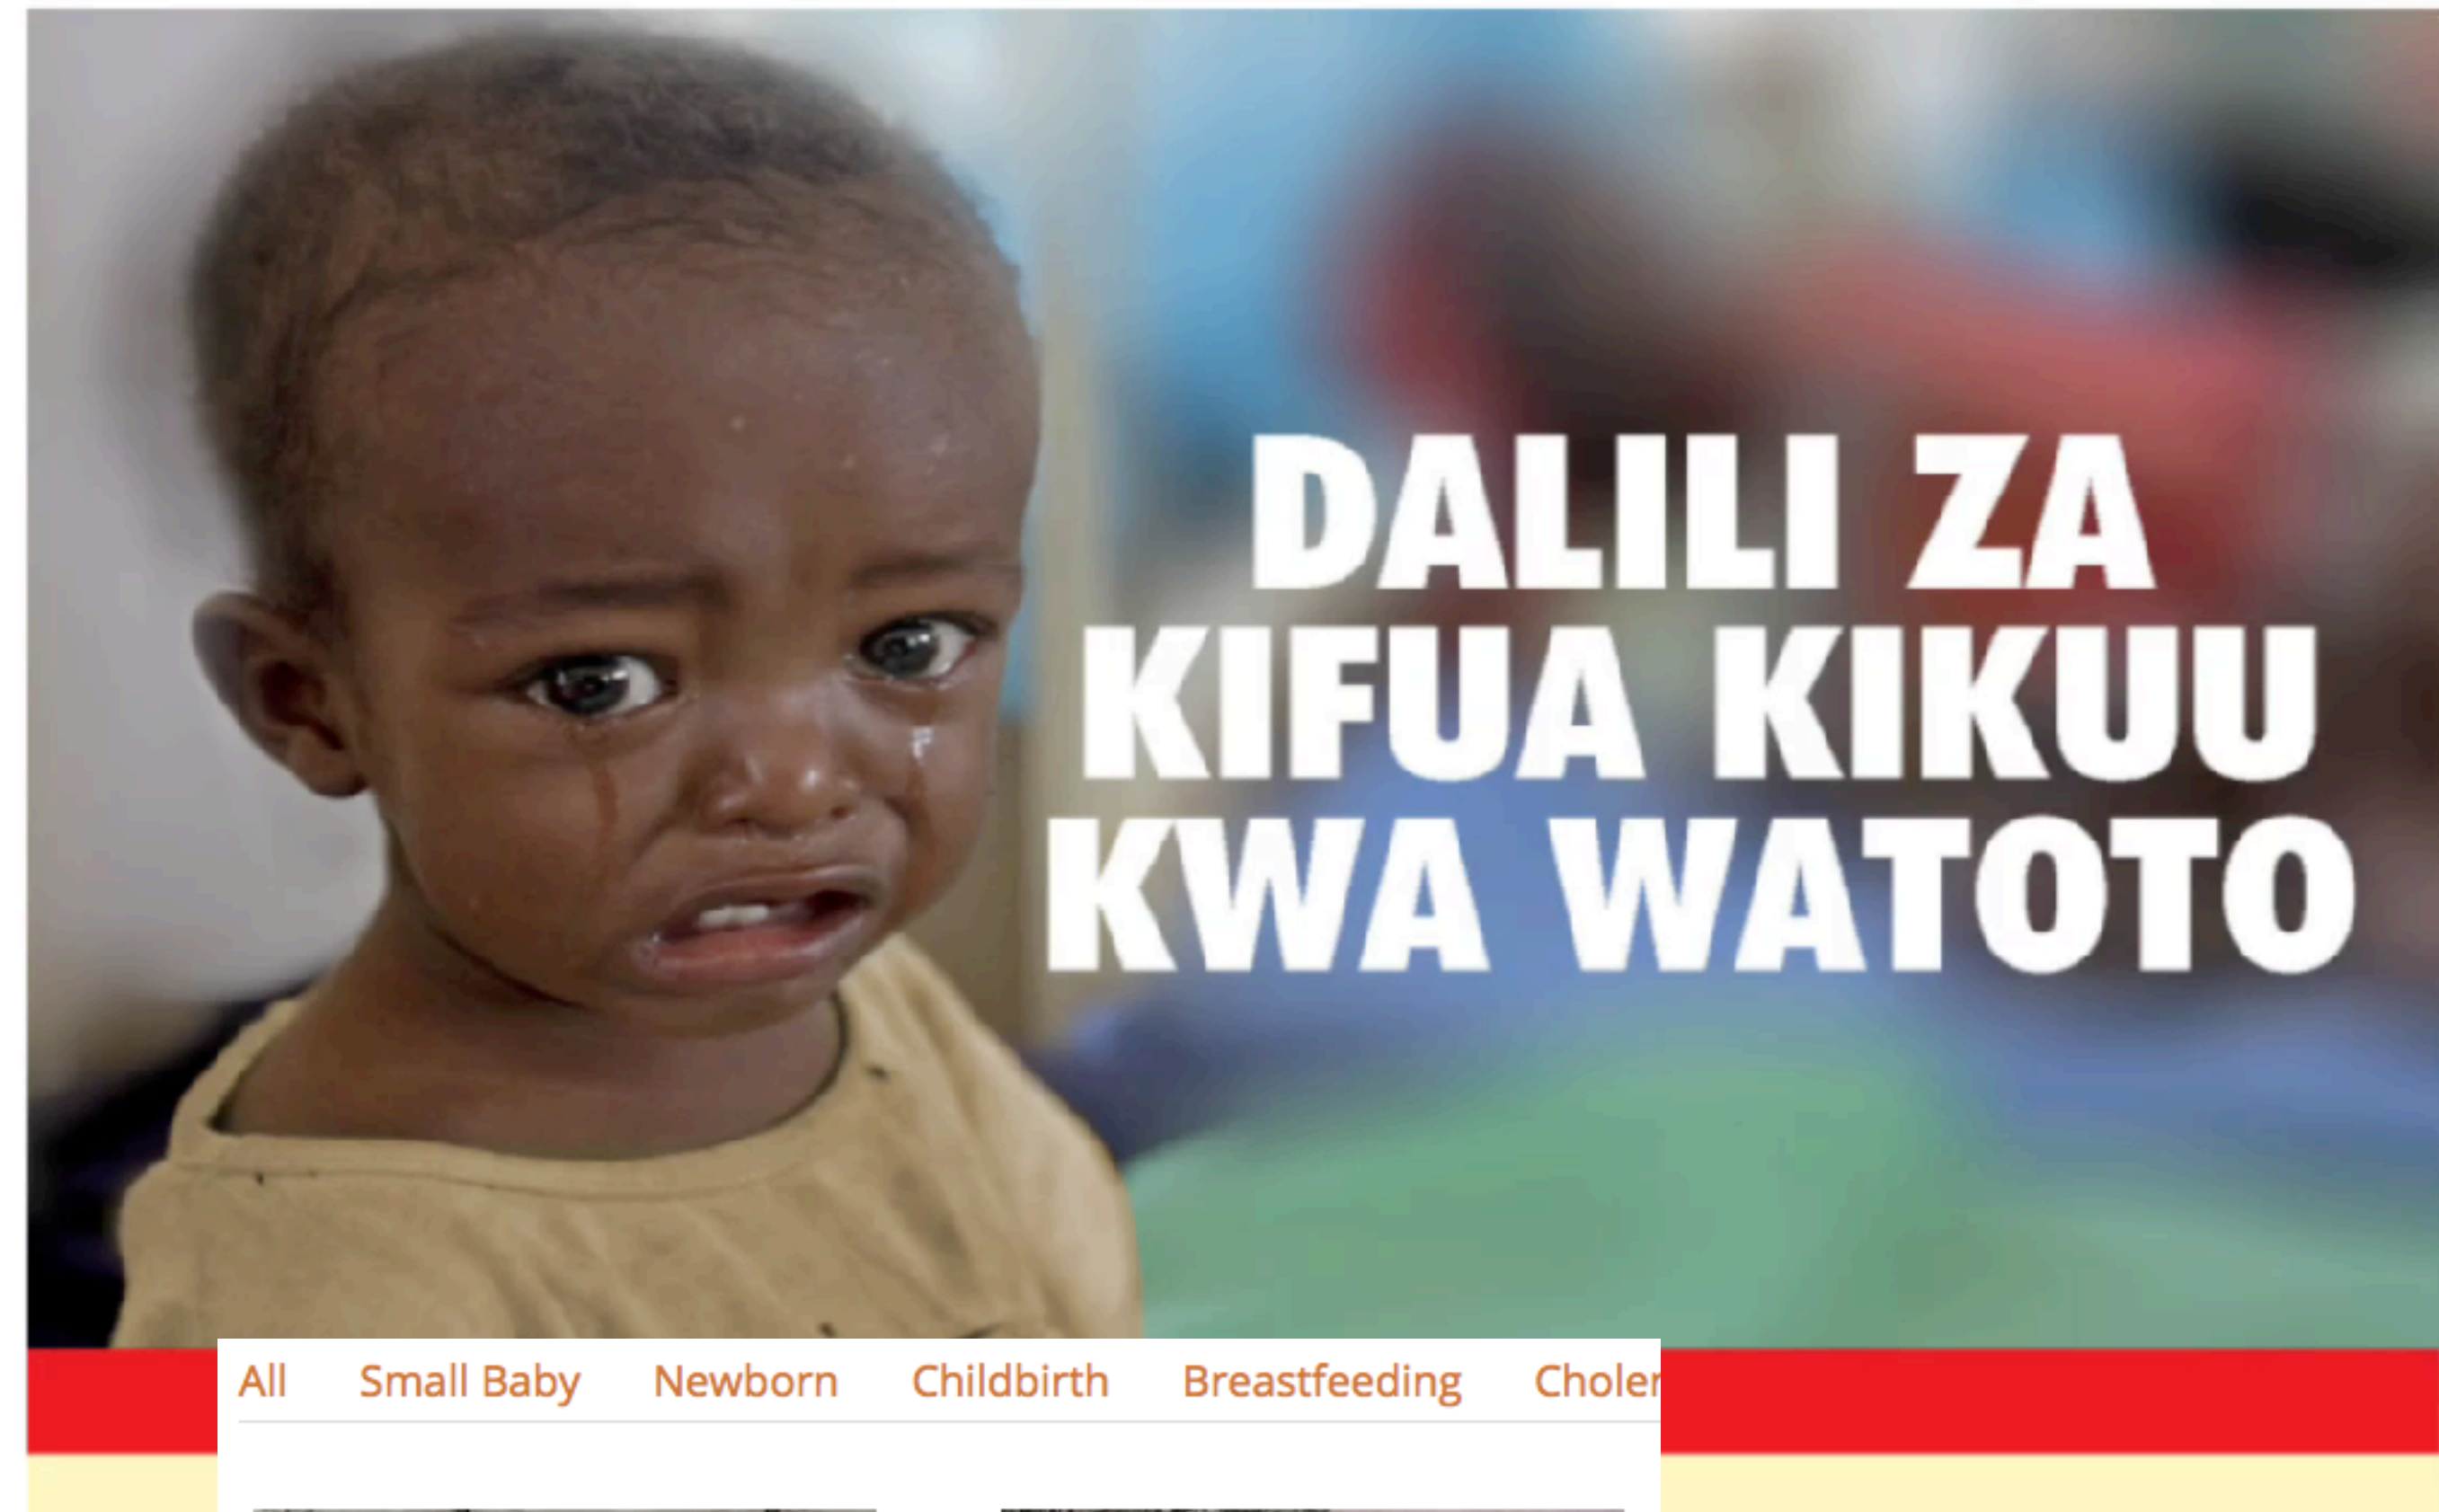 DALILI ZA
KIFUA KIKUU
KWA WATOTO
All Small Baby Newborn Childbirth Breastfeeding